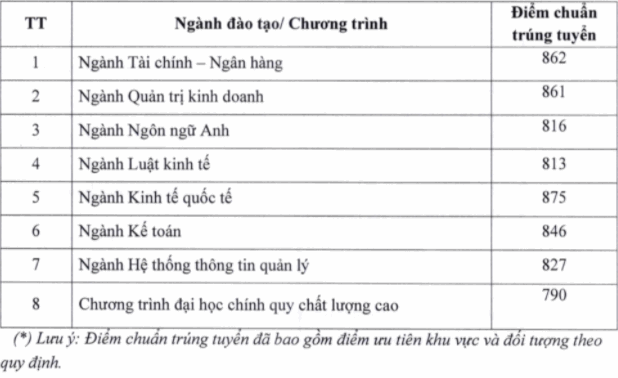 TT Ngành đào tạo/ Chương trình Điểm chuẩn
trúng tuyển
1 Ngành Tài chính – Ngân hàng 862
2 Ngành Quản trị kinh doanh 861
3 Ngành Ngôn ngữ Anh 816
4 Ngành Luật kinh tế 813
5 Ngành Kinh tế quốc tế 875
6 Ngành Kế toán 846
7 Ngành Hệ thống thông tin quản lý 827
8 Chương trình đại học chính quy chất lượng cao 790
(*) Lưu ý: Điểm chuẩn trúng tuyển đã bao gồm điểm ưu tiên khu vực và đối tượng theo
quy định.